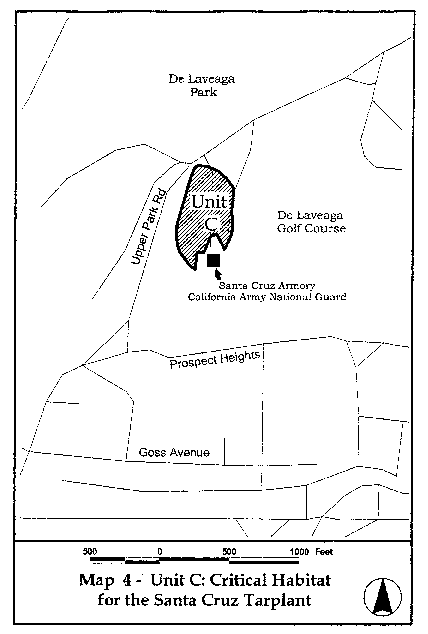 De Laveaga
Park
Upper Park Rd
Unit
C
De Laveaga
Golf Course
Santa Cruz Armory
California Army National Guard
Prospect Heights
Goss Avenue
500 0 500 1000 Feet
Map 4 - Unit C: Critical Habitat
for the Santa Cruz Tarplant